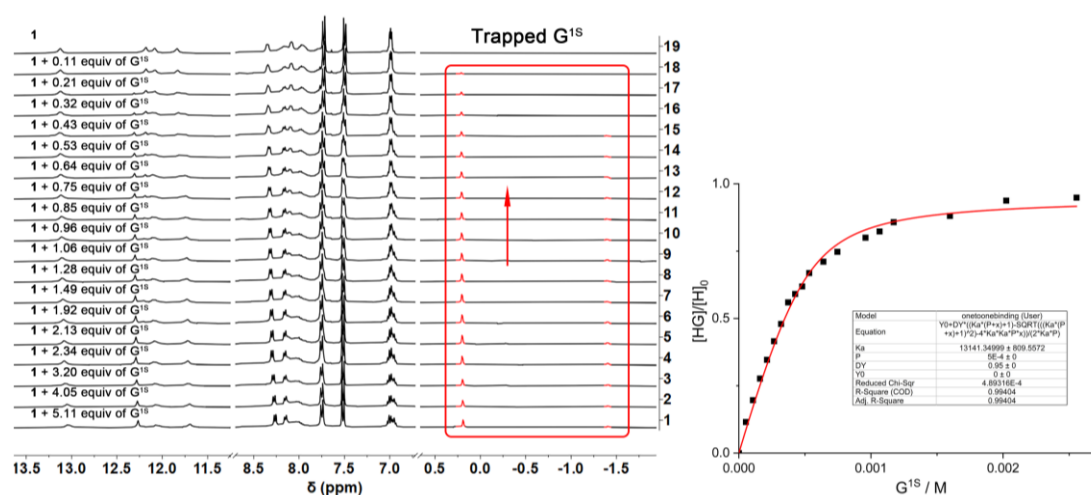 1
Trapped G1S
19
1 + 0.11 equiv of G1S
18
1 + 0.21 equiv of G1S
17
1 + 0.32 equiv of G1S
16
1 + 0.43 equiv of G1S
15
1 + 0.53 equiv of G1S
14
1 + 0.64 equiv of G1S
13
1 + 0.75 equiv of G1S
12
1 + 0.85 equiv of G1S
11
1 + 0.96 equiv of G1S
10
1 + 1.06 equiv of G1S
9
1 + 1.28 equiv of G1S
8
1 + 1.49 equiv of G1S
7
1 + 1.92 equiv of G1S
6
1 + 2.13 equiv of G1S
5
1 + 2.34 equiv of G1S
4
1 + 3.20 equiv of G1S
3
1 + 4.05 equiv of G1S
2
1 + 5.11 equiv of G1S
1
13.5 13.0 12.5 12.0 11.5 8.5 8.0 7.5 7.0 0.5 0.0 -0.5 -1.0 -1.5
δ (ppm)
[HG]/[H]0
1.0
0.5
0.0
0.000 0.001 0.002
G1S / M
Model onetoonebinding (User)
Equation Y0+DY*((Ka*(P+x)+1)-SQRT(((Ka*(P
+x)+1)^2)-4*Ka*Ka*P*x))/(2*Ka*P)
Ka 13141.34999 ± 809.5572
P 5E-4 ± 0
DY 0.95 ± 0
Y0 0 ± 0
Reduced Chi-Sqr 4.89316E-4
R-Square (COD) 0.99404
Adj. R-Square 0.99404